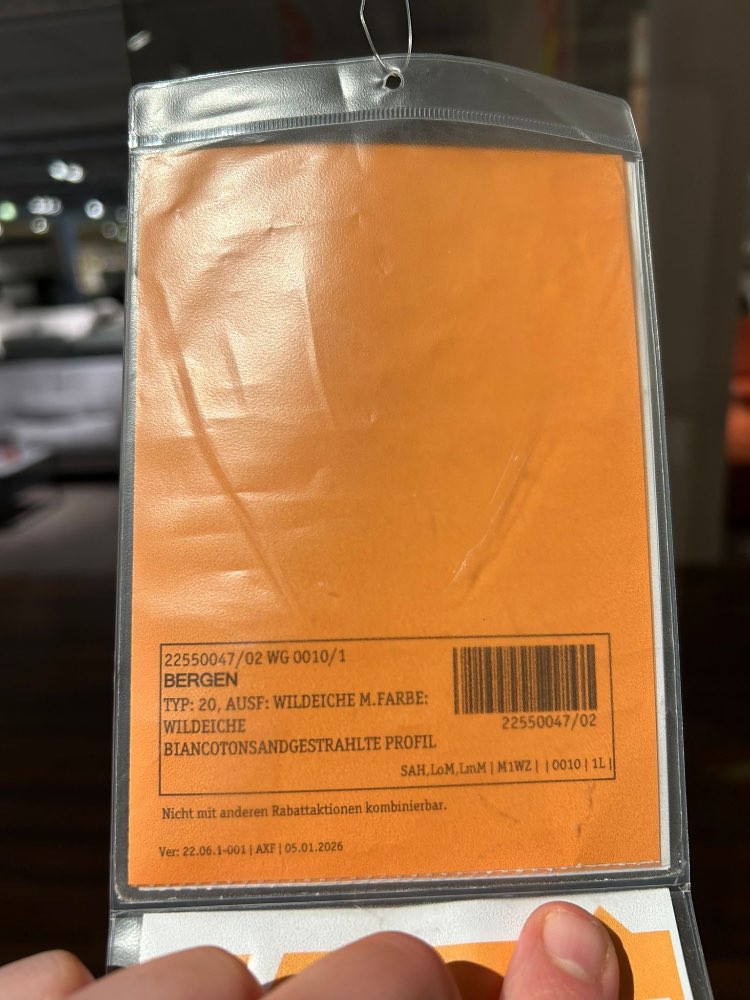 22550047/02 WG 0010/1
BERGEN
TYP: 20, AUSF: WILDEICHE M.FARBE:
WILDEICHE
BIANCOTONSANDGESTRAHLTE PROFIL
22550047/02
SAH,LoM,LmM | M1WZ | | 0010 | 1L |
Nicht mit anderen Rabattaktionen kombinierbar.
Ver: 22.06.1-001 | AXF | 05.01.2026